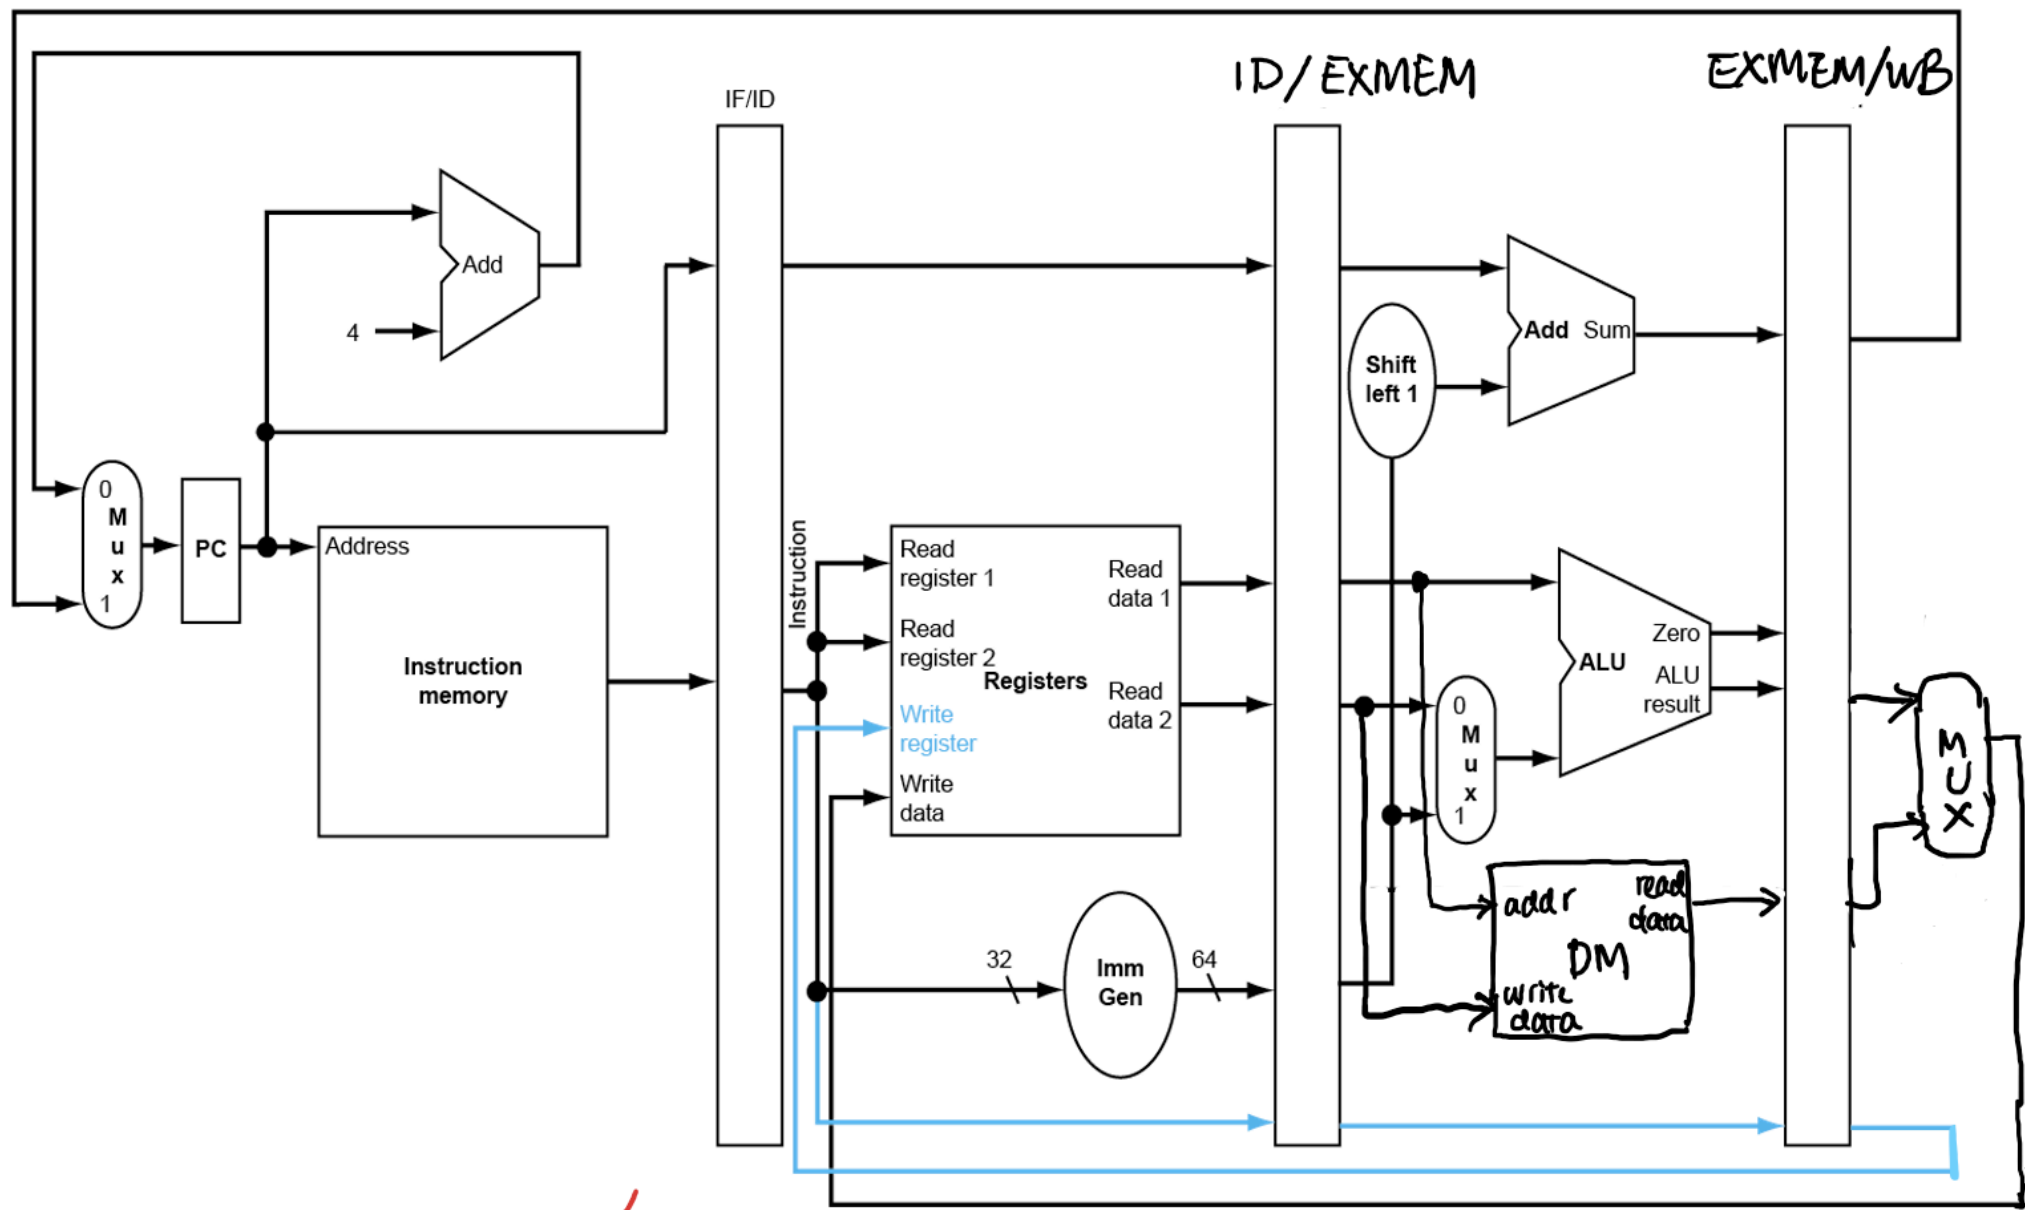 ID/EXMEM
EXMEM/WB
IF/ID
Add
4
Add Sum
Shift
left 1
0
M
u
x
1
PC
Address
Instruction
memory
Instruction
Read
register 1
Read
data 1
Read
register 2
Registers
Read
data 2
Write
register
Write
data
0
M
u
x
1
Zero
ALU
ALU
result
MUX
addr
read
data
DM
write
data
32
Imm
Gen
64